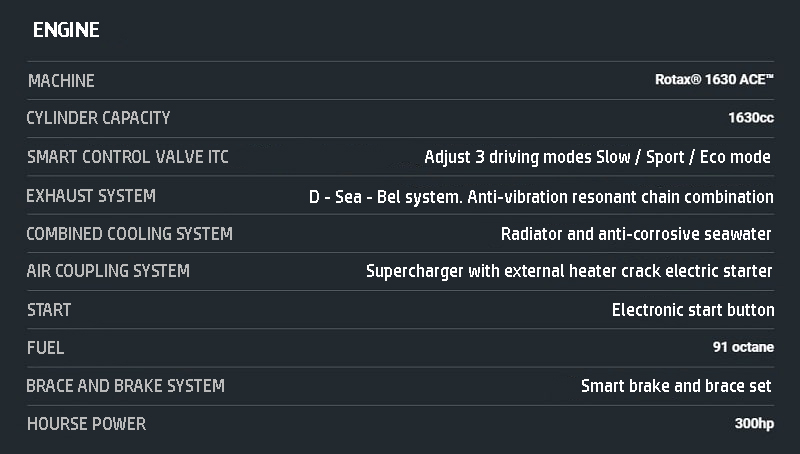 ENGINE
MACHINE Rotax® 1630 ACE™
CYLINDER CAPACITY 1630cc
SMART CONTROL VALVE ITC Adjust 3 driving modes Slow / Sport / Eco mode
EXHAUST SYSTEM D - Sea - Bel system. Anti-vibration resonant chain combination
COMBINED COOLING SYSTEM Radiator and anti-corrosive seawater
AIR COUPLING SYSTEM Supercharger with external heater crack electric starter
START Electronic start button
FUEL 91 octane
BRACE AND BRAKE SYSTEM Smart brake and brace set
HOURSE POWER 300hp